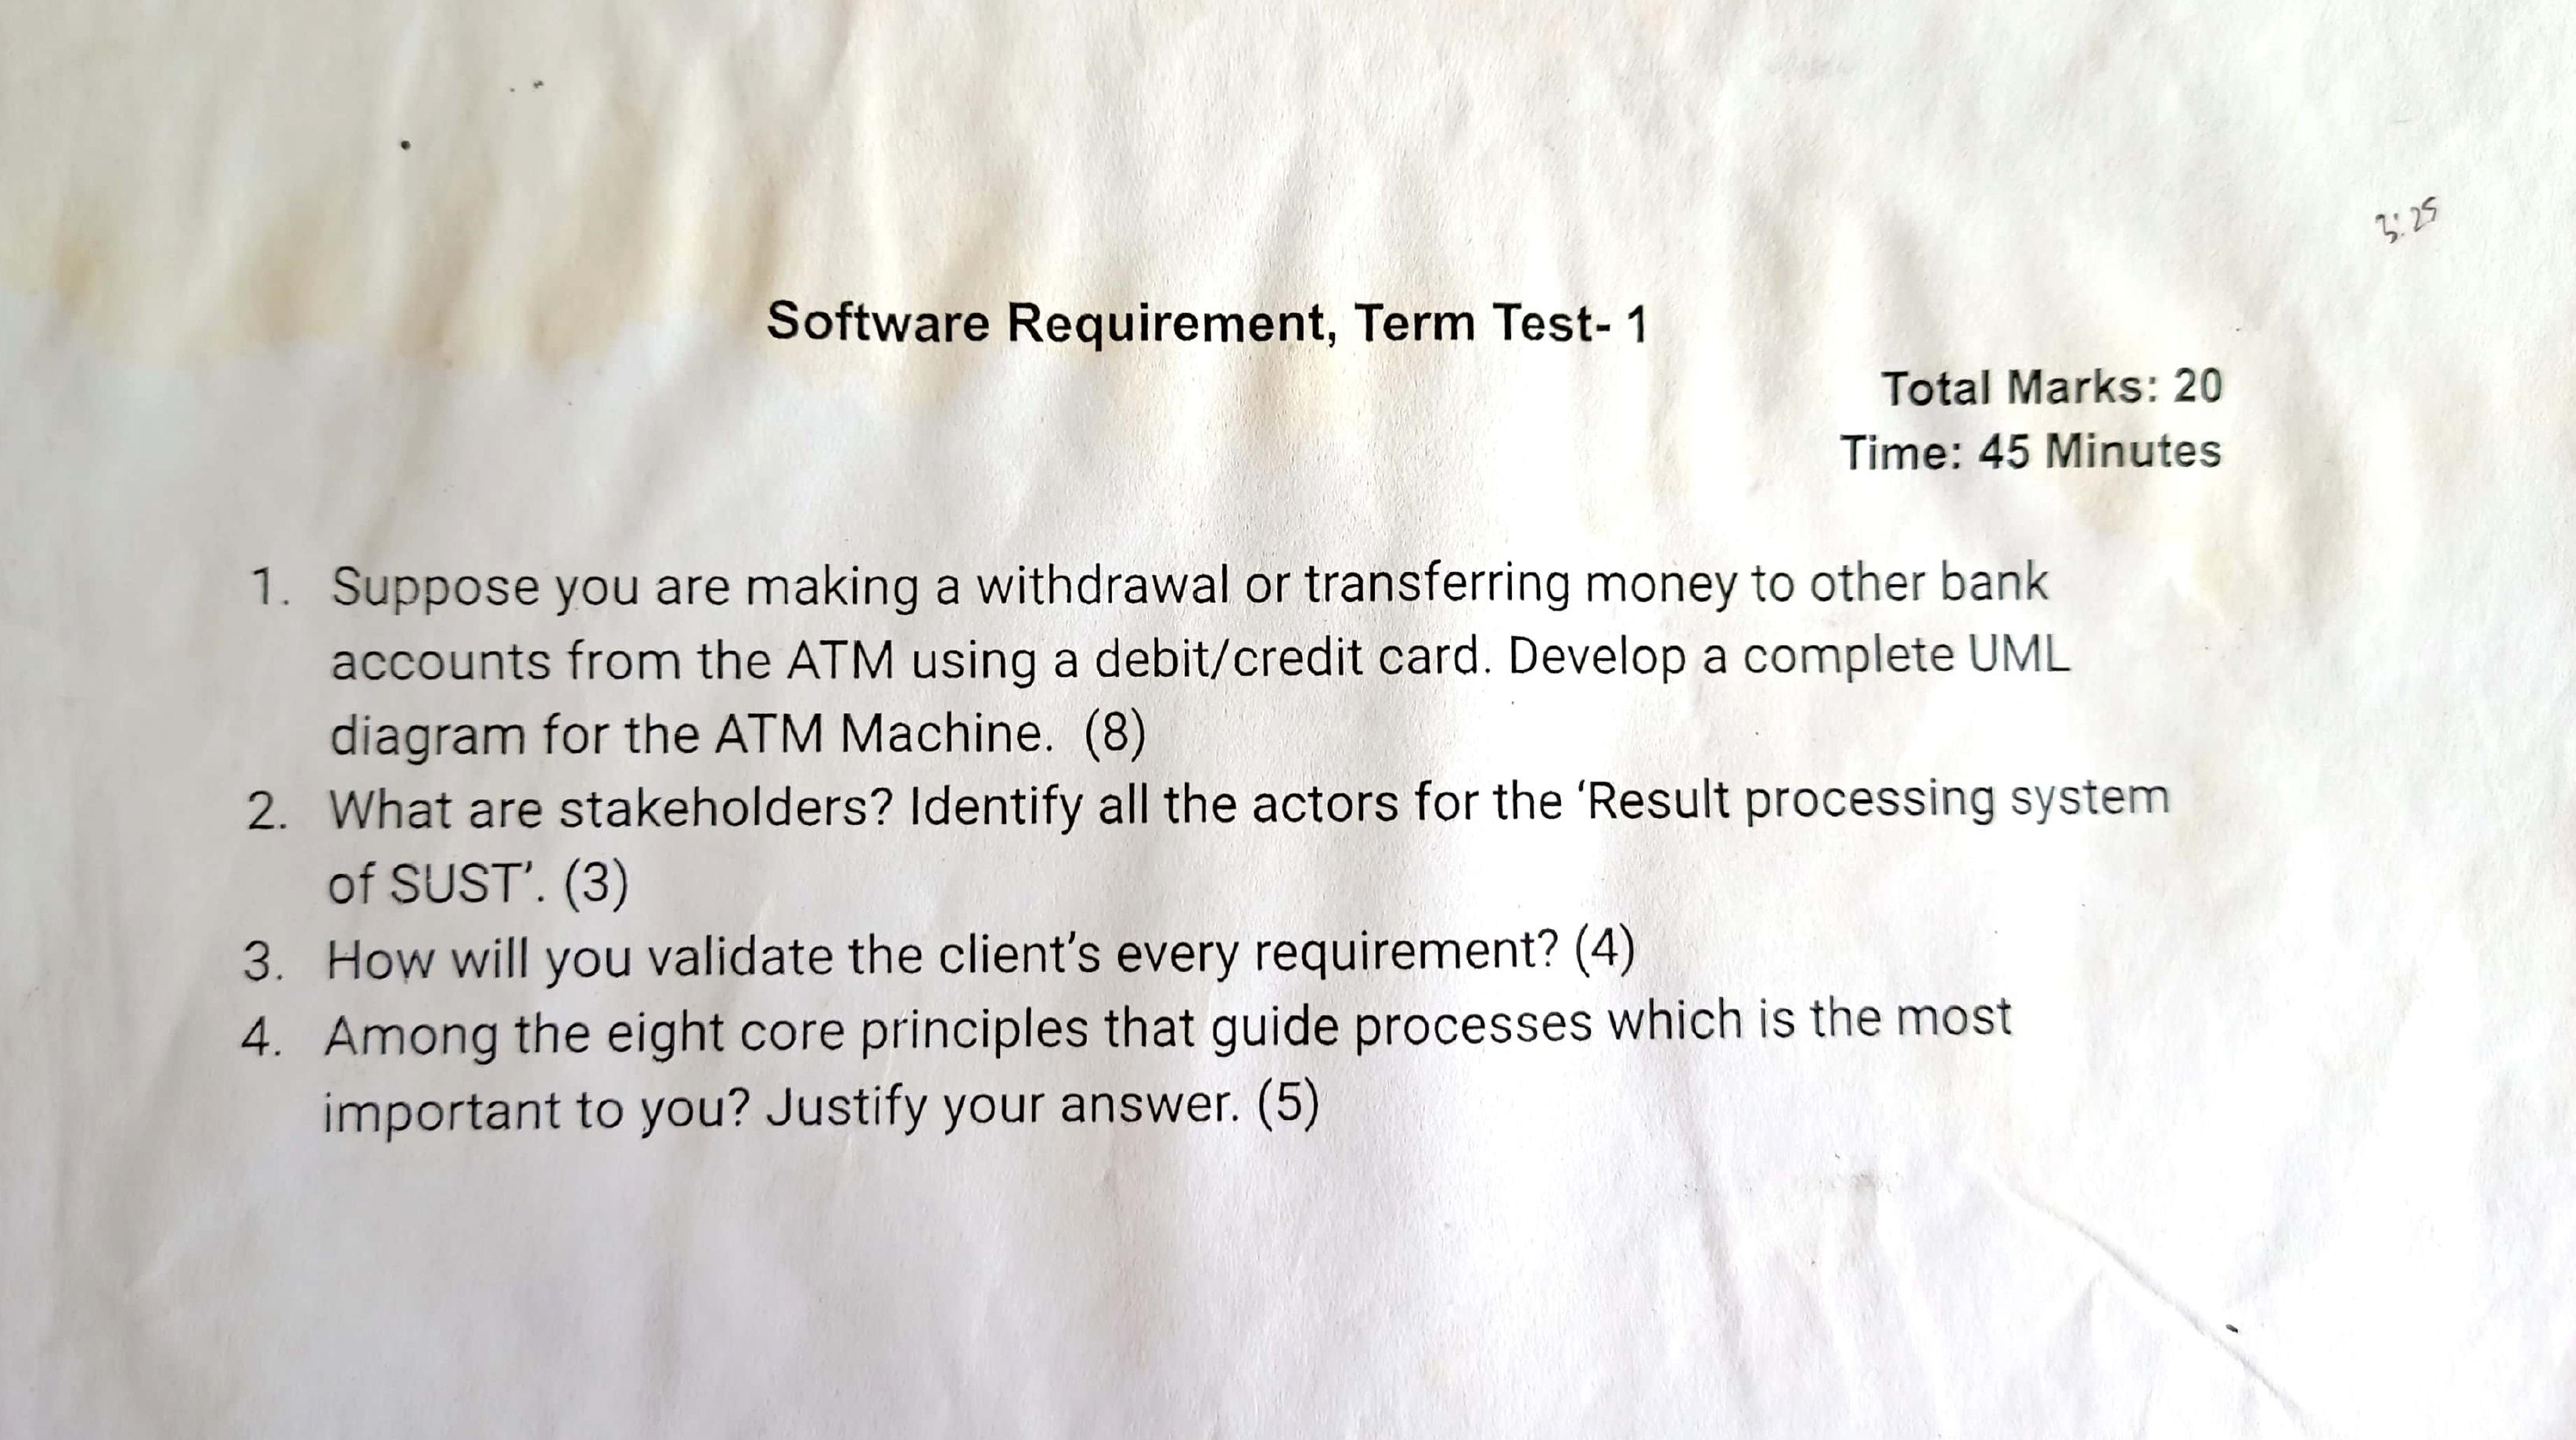 3:25
Software Requirement, Term Test- 1
Total Marks: 20
Time: 45 Minutes
1. Suppose you are making a withdrawal or transferring money to other bank
accounts from the ATM using a debit/credit card. Develop a complete UML
diagram for the ATM Machine. (8)
2. What are stakeholders? Identify all the actors for the ‘Result processing system
of SUST’. (3)
3. How will you validate the client’s every requirement? (4)
4. Among the eight core principles that guide processes which is the most
important to you? Justify your answer. (5)